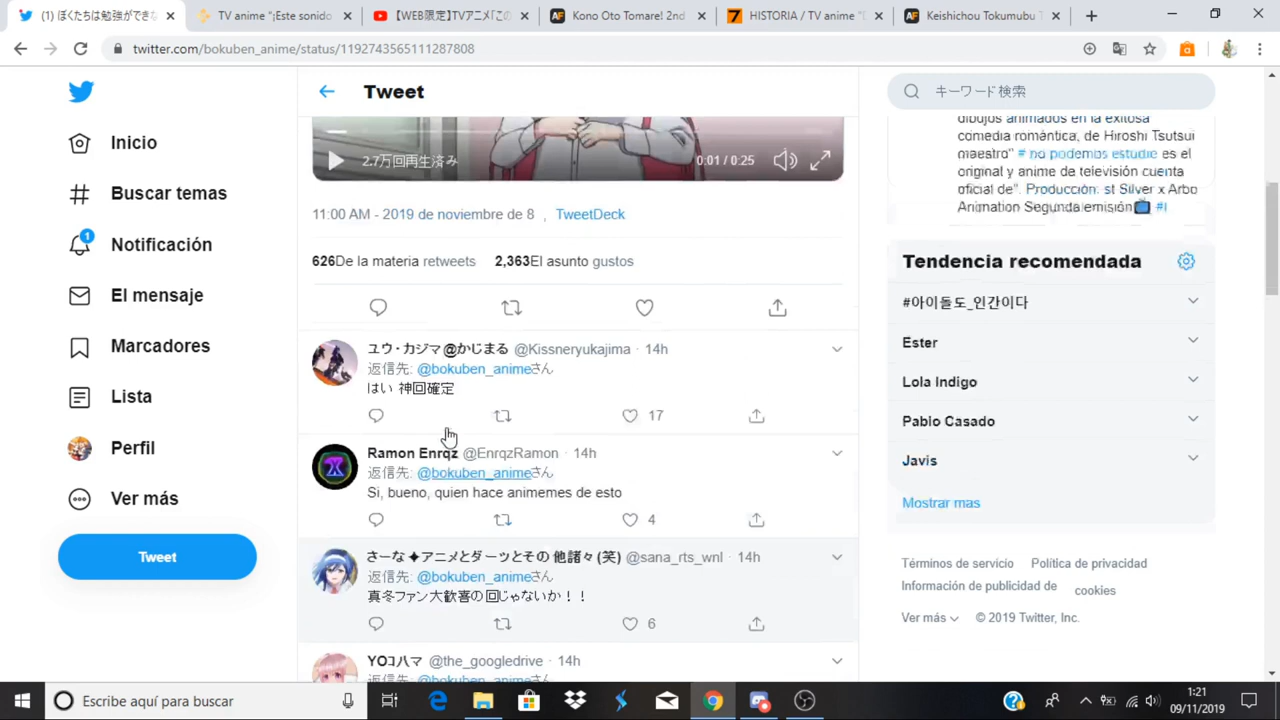 (1) ぼくたちは勉強ができな
TV anime "¡Este sonido
【WEB限定】TVアニメ「この
Kono Oto Tomare! 2nd
HISTORIA / TV anime "D
Keishichou Tokumubu T
twitter.com/bokuben_anime/status/1192743565111287808
Inicio
Buscar temas
1
Notificación
El mensaje
Marcadores
Lista
Perfil
Ver más
Tweet
Tweet
2.7万回再生済み
0:01 / 0:25
11:00 AM - 2019 de noviembre de 8 , TweetDeck
626De la materia retweets 2,363El asunto gustos
ユウ・カジマ@かじまる @Kissneryukajima · 14h
返信先: @bokuben_animeさん
はい 神回確定
17
Ramon Enrqz @EnrqzRamon · 14h
返信先: @bokuben_animeさん
Si, bueno, quien hace animemes de esto
4
さーな✦アニメとダーツとその他諸々(笑) @sana_rts_wnl · 14h
返信先: @bokuben_animeさん
真冬ファン大歓喜の回じゃないか！！
6
YOコハマ @the_googledrive · 14h
キーワード検索
dibujos animados en la exitosa
comedia romántica, de Hiroshi Tsutsui
maestro" # no podemos estudie es el
original y anime de televisión cuenta
oficial de". Producción: st Silver x Arbo
Animation Segunda emisión #I
Tendencia recomendada
#아이돌도_인간이다
Ester
Lola Indigo
Pablo Casado
Javis
Mostrar mas
Términos de servicio Política de privacidad
Información de publicidad de cookies
Ver más © 2019 Twitter, Inc.
Escribe aquí para buscar
1:21
09/11/2019